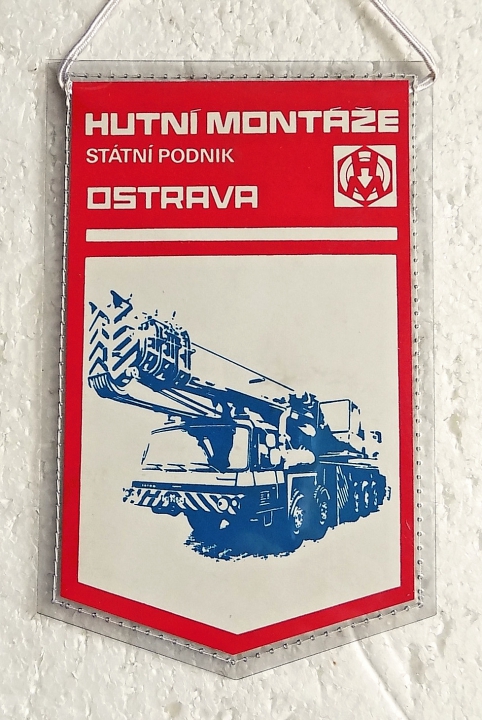 HUTNÍ MONTÁŽE
STÁTNÍ PODNIK
OSTRAVA